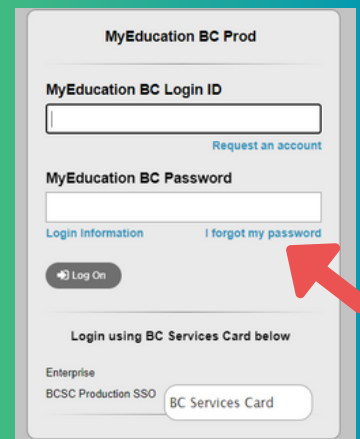 MyEducation BC Prod
MyEducation BC Login ID
Request an account
MyEducation BC Password
Login Information I forgot my password
Log On
Login using BC Services Card below
Enterprise
BCSC Production SSO BC Services Card